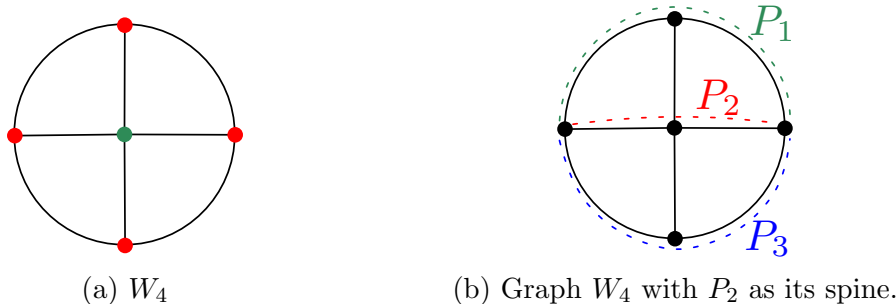 P₁
P₂
P₃
(a) W₄
(b) Graph W₄ with P₂ as its spine.